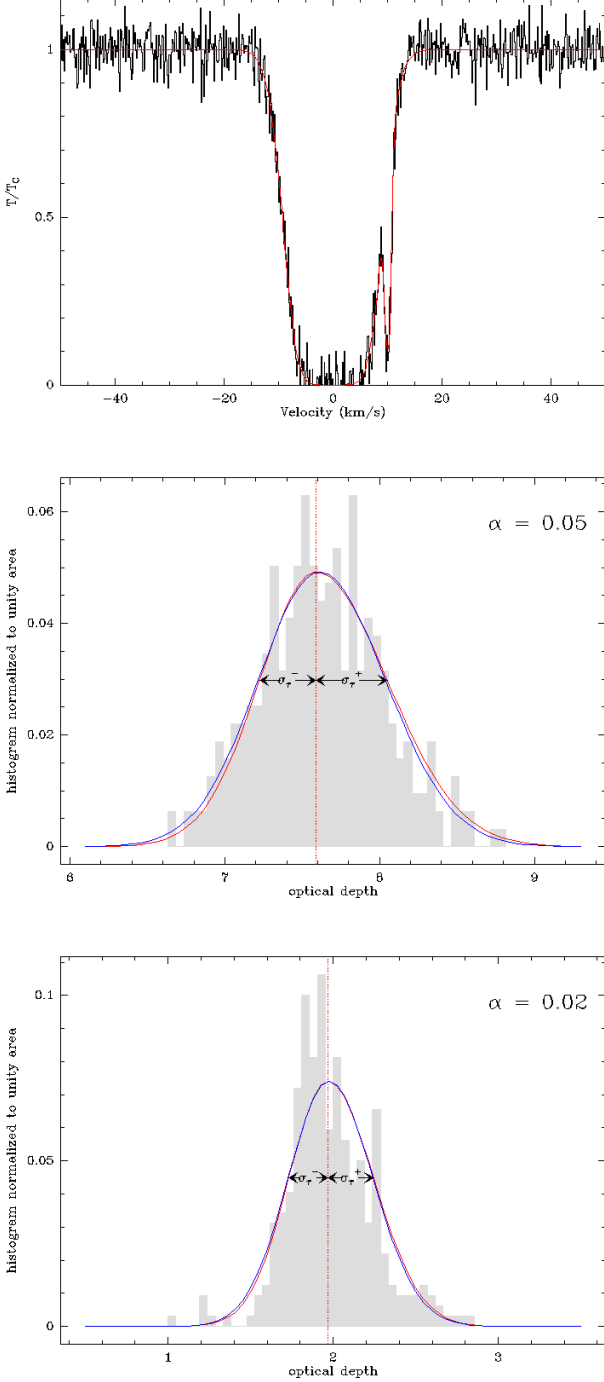 1
0.5
0
T/T_C
−40
−20
0
20
40
Velocity (km/s)
0.06
0.04
0.02
0
histogram normalized to unity area
α = 0.05
σ_τ^−
σ_τ^+
6
7
8
9
optical depth
0.1
0.05
0
histogram normalized to unity area
α = 0.02
σ_τ^−
σ_τ^+
1
2
3
optical depth